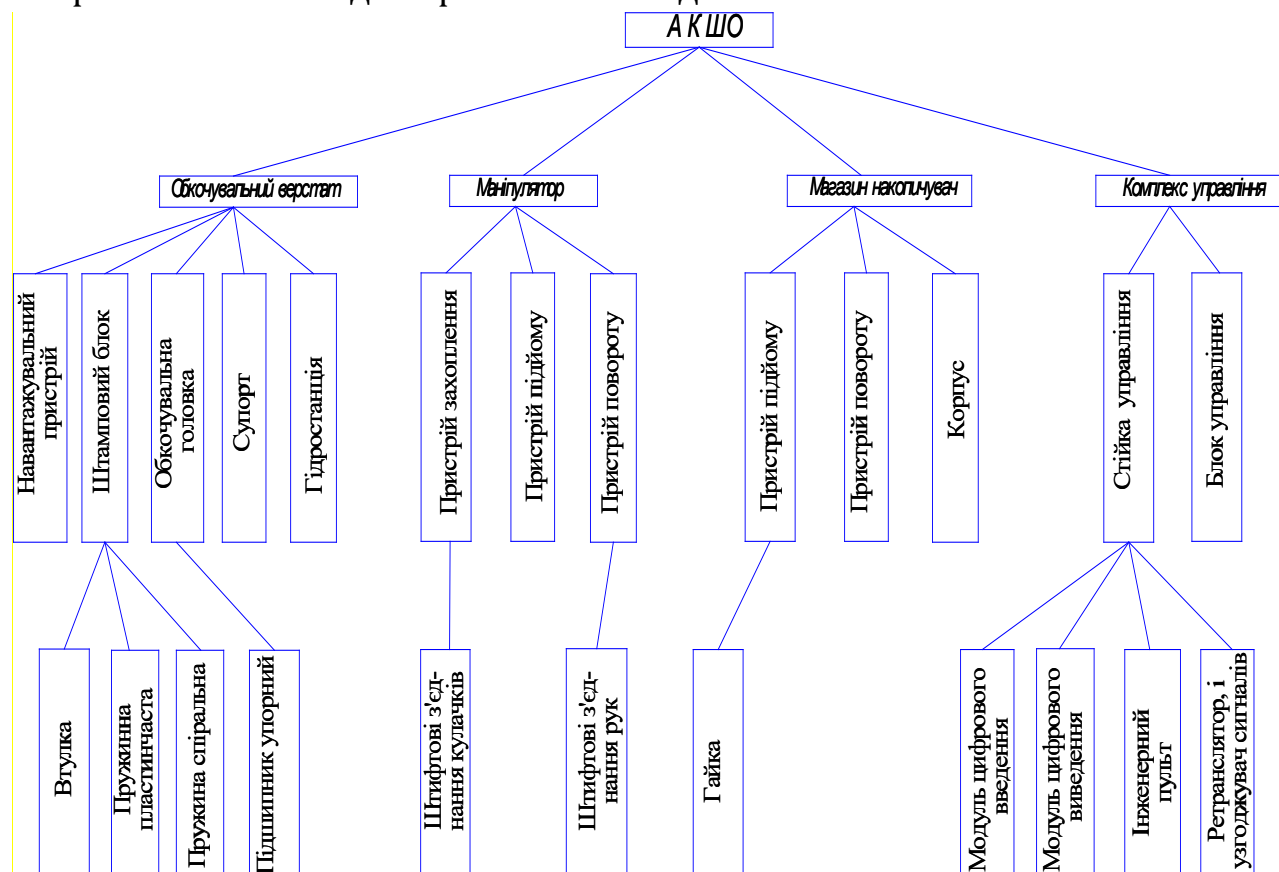 А К ШО
Обкочувальний верстат
Маніпулятор
Магазин накопичувач
Комплекс управління
Навантажувальний
пристрій
Штамповий блок
Обкочувальна
головка
Супорт
Гідростанція
Пристрій захоплення
Пристрій підйому
Пристрій повороту
Пристрій підйому
Пристрій повороту
Корпус
Стійка управління
Блок управління
Втулка
Пружинна
пластинчаста
Пружина спіральна
Підшипник упорний
Штифтові з'єд-
нання кулачків
Штифтові з'єд-
нання рук
Гайка
Модуль цифрового
введення
Модуль цифрового
виведення
Інженерний
пульт
Ретранслятор, і
узгоджувач сигналів